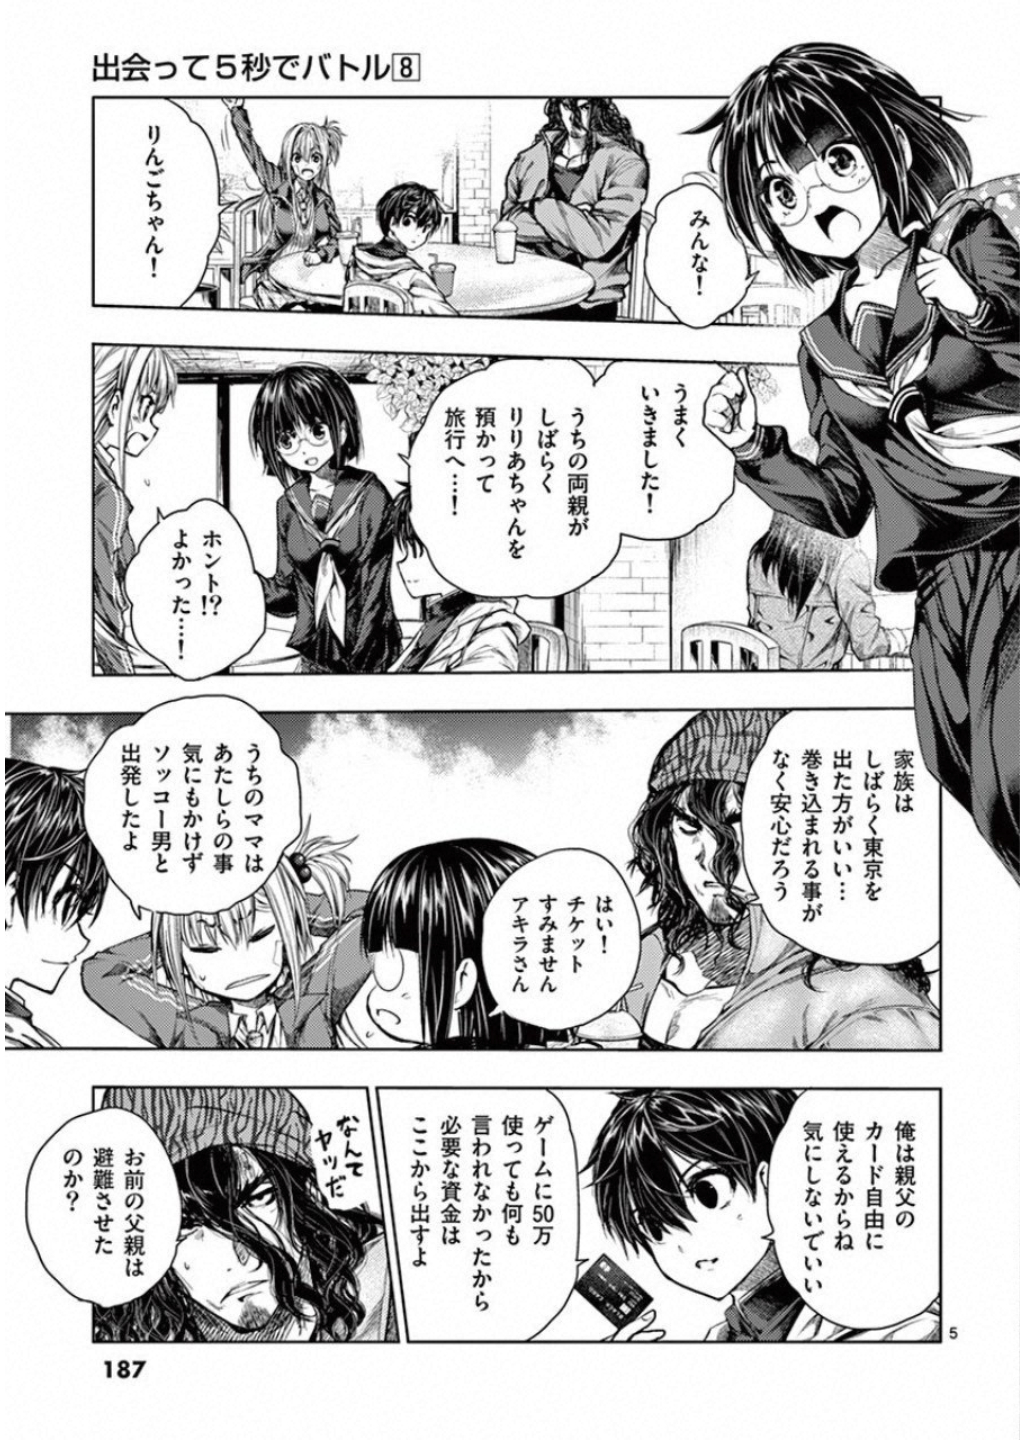 出会って5秒でバトル8
みんな！
りんごちゃん！
うまく
いきました！
うちの両親が
しばらく
りりあちゃんを
預かって
旅行へ…！
ホント!?
よかった…！
家族は
しばらく東京を
出た方がいい…
巻き込まれる事が
なく安心だろう
はい！
チケット
すみません
アキラさん
うちのママは
あたしらの事
気にもかけず
ソッコー男と
出発したよ
俺は親父の
カード自由に
使えるからね
気にしないでいい
ゲームに50万
使っても何も
言われなかったから
必要な資金は
ここから出すよ
なんて
ヤツだ
お前の父親は
避難させた
のか？
5
187